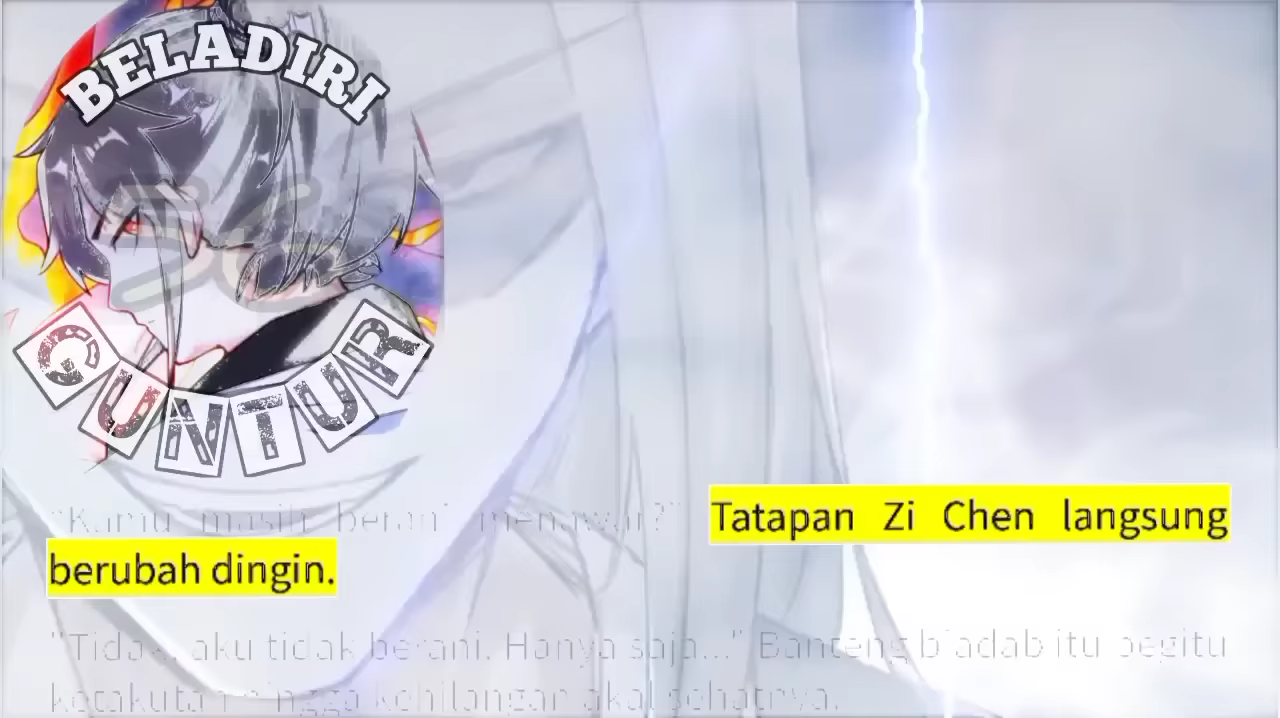 BELADIRI
GUNTUR
"Kamu masih berani menawar?" Tatapan Zi Chen langsung
berubah dingin.
"Tidak, aku tidak berani. Hanya saja..." Banteng biadab itu begitu
ketakutan hingga kehilangan akal sehatnya.